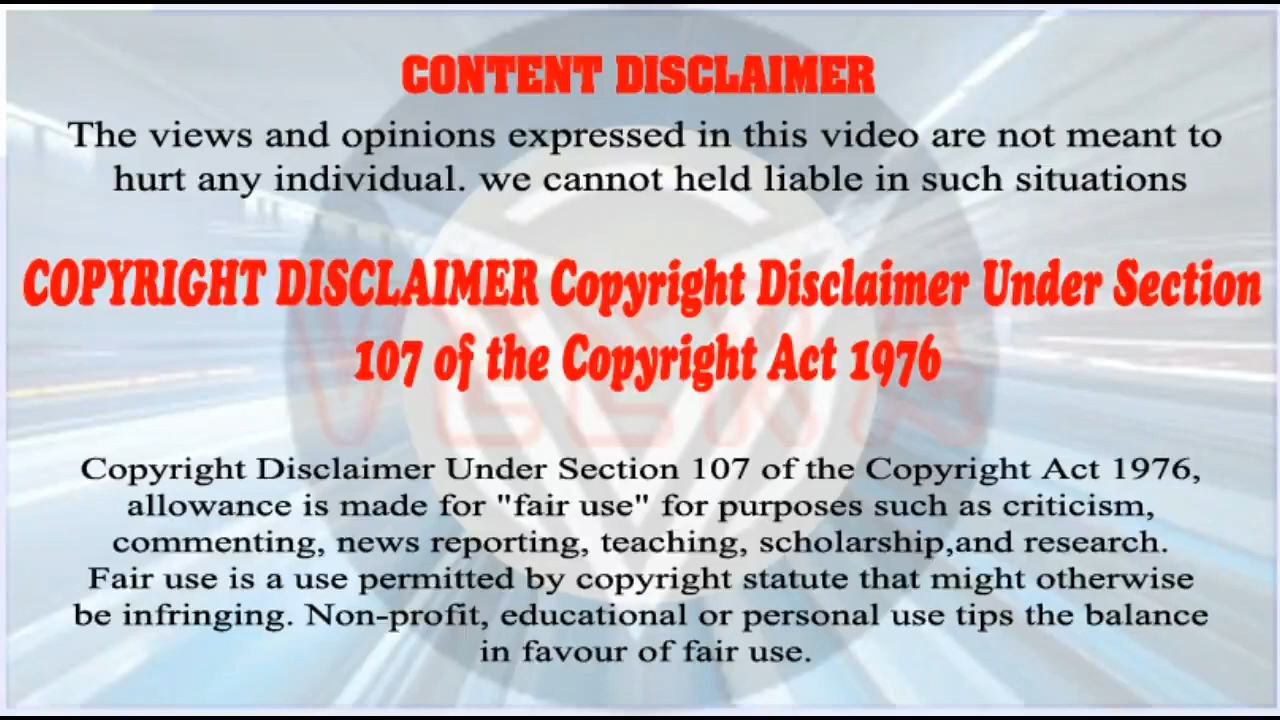 CONTENT DISCLAIMER
The views and opinions expressed in this video are not meant to
hurt any individual. we cannot held liable in such situations
COPYRIGHT DISCLAIMER Copyright Disclaimer Under Section
107 of the Copyright Act 1976
Copyright Disclaimer Under Section 107 of the Copyright Act 1976,
allowance is made for "fair use" for purposes such as criticism,
commenting, news reporting, teaching, scholarship,and research.
Fair use is a use permitted by copyright statute that might otherwise
be infringing. Non-profit, educational or personal use tips the balance
in favour of fair use.